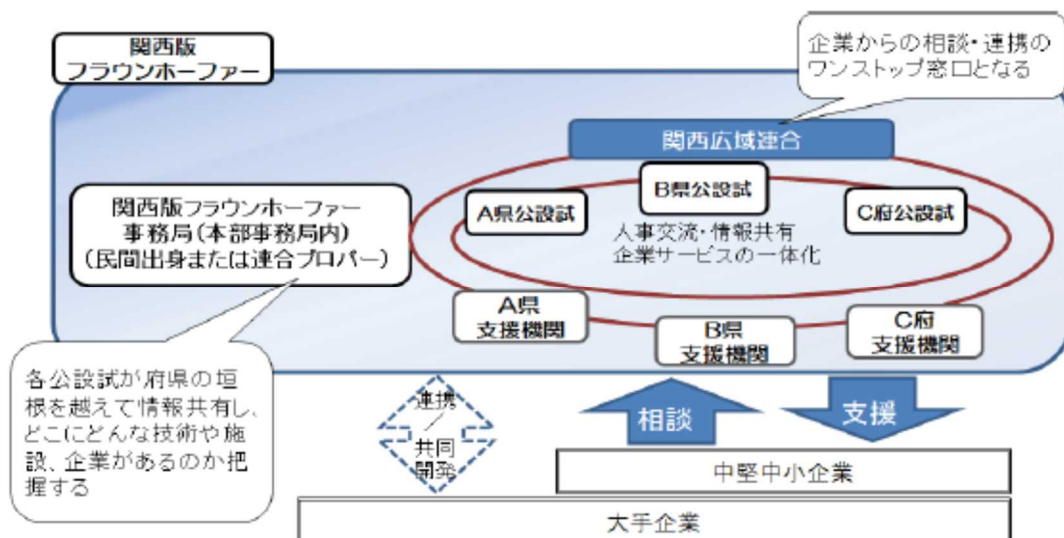 関西版
フラウンホーファー
企業からの相談・連携の
ワンストップ窓口となる
関西広域連合
B県公設試
A県公設試
C府公設試
人事交流・情報共有
企業サービスの一体化
関西版フラウンホーファー
事務局(本部事務局内)
(民間出身または連合プロパー)
A県
支援機関
B県
支援機関
C府
支援機関
各公設試が府県の垣
根を越えて情報共有し、
どこにどんな技術や施
設、企業があるのか把
握する
連携
／
共同
開発
相談
支援
中堅中小企業
大手企業